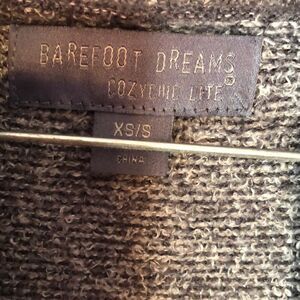 BAREFOOT DREAMS®
COZYCHIC LITE®
XS/S
CHINA